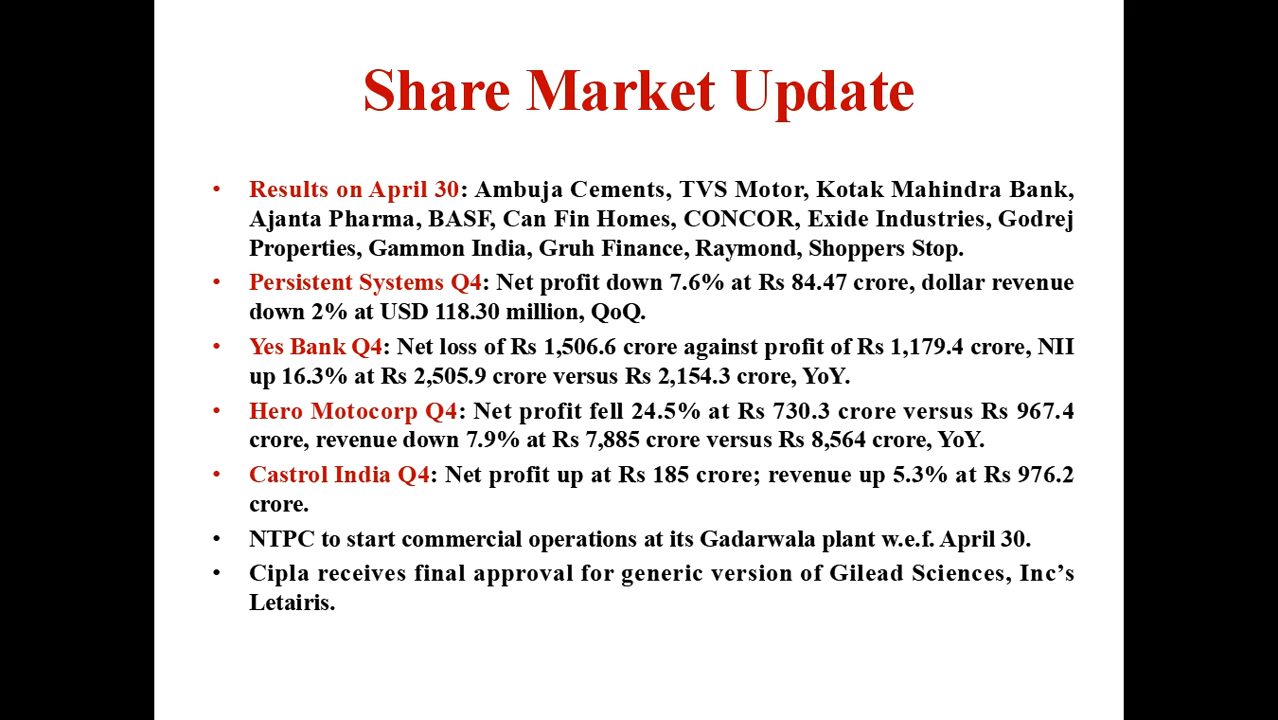 Share Market Update
• Results on April 30: Ambuja Cements, TVS Motor, Kotak Mahindra Bank,
Ajanta Pharma, BASF, Can Fin Homes, CONCOR, Exide Industries, Godrej
Properties, Gammon India, Gruh Finance, Raymond, Shoppers Stop.
• Persistent Systems Q4: Net profit down 7.6% at Rs 84.47 crore, dollar revenue
down 2% at USD 118.30 million, QoQ.
• Yes Bank Q4: Net loss of Rs 1,506.6 crore against profit of Rs 1,179.4 crore, NII
up 16.3% at Rs 2,505.9 crore versus Rs 2,154.3 crore, YoY.
• Hero Motocorp Q4: Net profit fell 24.5% at Rs 730.3 crore versus Rs 967.4
crore, revenue down 7.9% at Rs 7,885 crore versus Rs 8,564 crore, YoY.
• Castrol India Q4: Net profit up at Rs 185 crore; revenue up 5.3% at Rs 976.2
crore.
• NTPC to start commercial operations at its Gadarwala plant w.e.f. April 30.
• Cipla receives final approval for generic version of Gilead Sciences, Inc’s
Letairis.